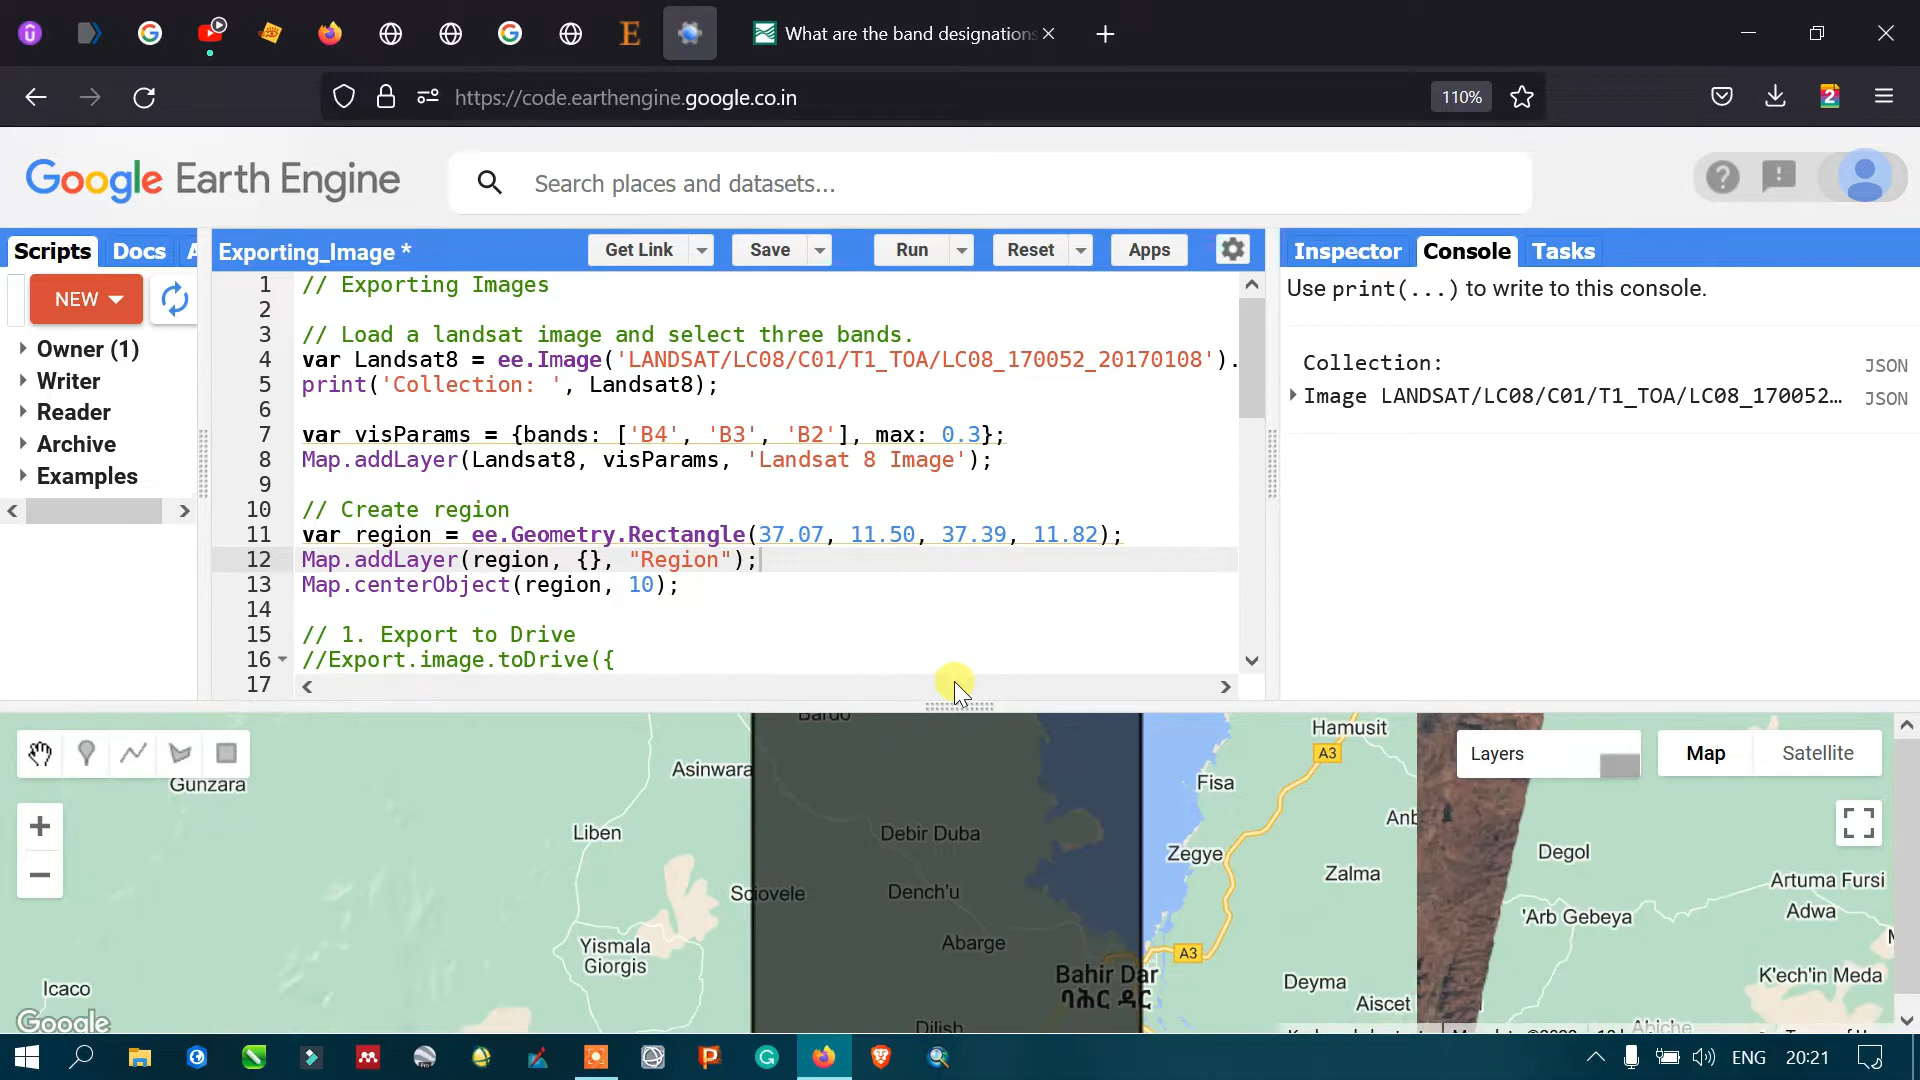 What are the band designations
https://code.earthengine.google.co.in
110%
2
Google Earth Engine
Search places and datasets...
Scripts
Docs
A
Exporting_Image *
Get Link
Save
Run
Reset
Apps
Inspector
Console
Tasks
NEW
Owner (1)
Writer
Reader
Archive
Examples
1 // Exporting Images
2
3 // Load a landsat image and select three bands.
4 var Landsat8 = ee.Image('LANDSAT/LC08/C01/T1_TOA/LC08_170052_20170108').
5 print('Collection: ', Landsat8);
6
7 var visParams = {bands: ['B4', 'B3', 'B2'], max: 0.3};
8 Map.addLayer(Landsat8, visParams, 'Landsat 8 Image');
9
10 // Create region
11 var region = ee.Geometry.Rectangle(37.07, 11.50, 37.39, 11.82);
12 Map.addLayer(region, {}, "Region");
13 Map.centerObject(region, 10);
14
15 // 1. Export to Drive
16 //Export.image.toDrive({
17
Use print(...) to write to this console.
Collection:
JSON
Image LANDSAT/LC08/C01/T1_TOA/LC08_170052...
JSON
Gunzara
Asinwara
Bardo
Liben
Debir Duba
Sciovele
Dench'u
Yismala
Giorgis
Abarge
Icaco
Bahir Dar
ባሕር ዳር
Dilish
Hamusit
A3
Fisa
Anb
Zegye
Zalma
A3
Deyma
Aiscet
Layers
Map
Satellite
Degol
Artuma Fursi
'Arb Gebeya
Adwa
K'ech'in Meda
Abiche
Google
ENG
20:21